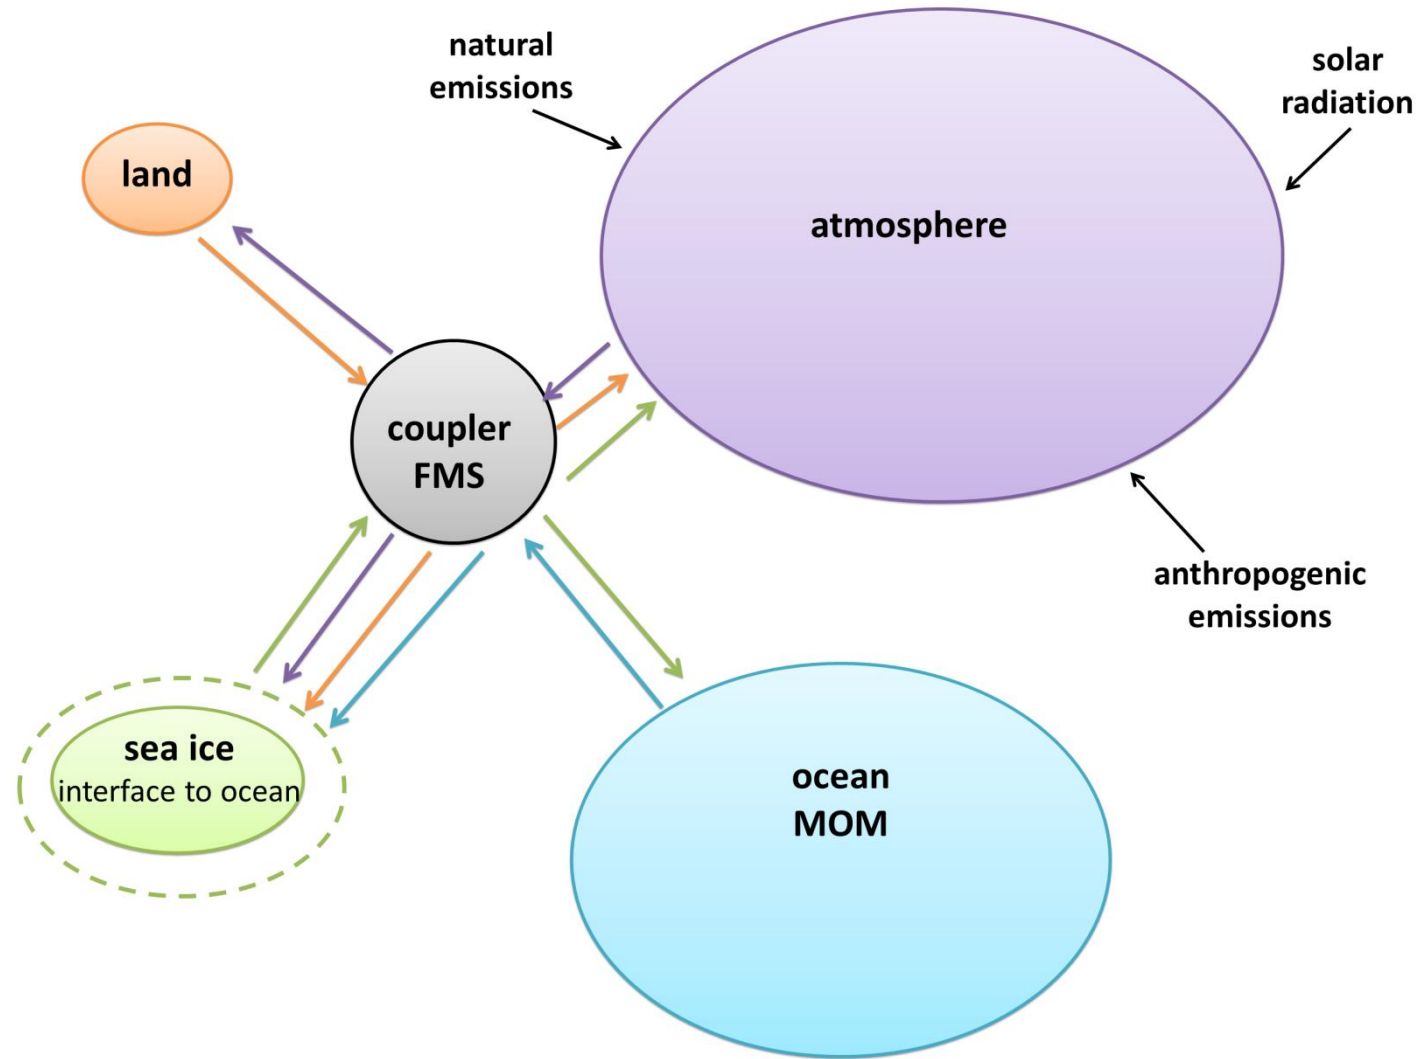 natural
emissions
solar
radiation
land
atmosphere
coupler
FMS
anthropogenic
emissions
sea ice
interface to ocean
ocean
MOM